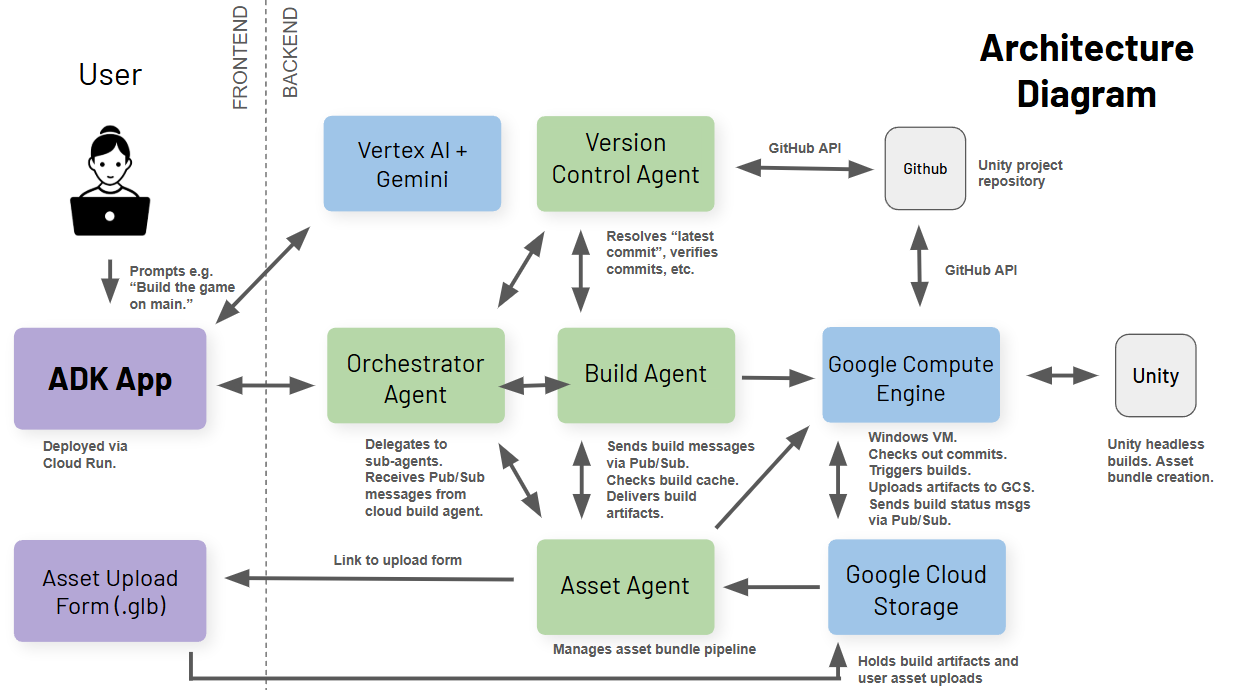 FRONTEND
BACKEND
Architecture
Diagram
User
Vertex AI +
Gemini
Version
Control Agent
GitHub API
Github
Unity project
repository
Prompts e.g.
“Build the game
on main.”
Resolves “latest
commit”, verifies
commits, etc.
GitHub API
ADK App
Orchestrator
Agent
Build Agent
Google Compute
Engine
Unity
Deployed via
Cloud Run.
Delegates to
sub-agents.
Receives Pub/Sub
messages from
cloud build agent.
Sends build messages
via Pub/Sub.
Checks build cache.
Delivers build
artifacts.
Windows VM.
Checks out commits.
Triggers builds.
Uploads artifacts to GCS.
Sends build status msgs
via Pub/Sub.
Unity headless
builds. Asset
bundle creation.
Asset Upload
Form (.glb)
Link to upload form
Asset Agent
Google Cloud
Storage
Manages asset bundle pipeline
Holds build artifacts and
user asset uploads